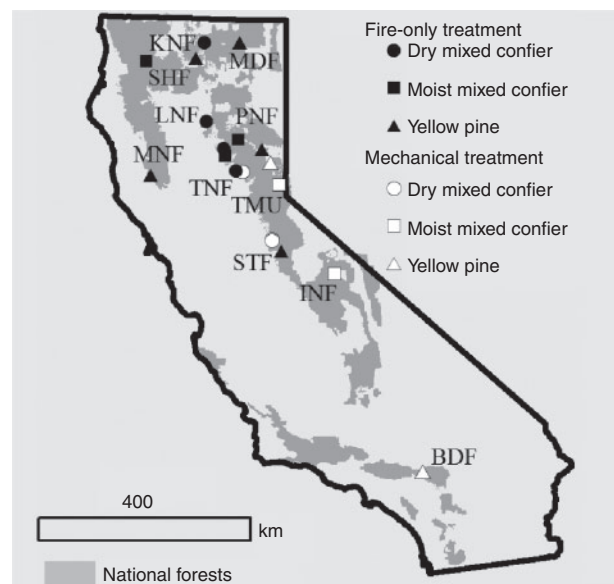 Fire-only treatment
Dry mixed confier
Moist mixed confier
Yellow pine
Mechanical treatment
Dry mixed confier
Moist mixed confier
Yellow pine
KNF
MDF
SHF
LNF
PNF
MNF
TNF
TMU
STF
INF
BDF
400
km
National forests